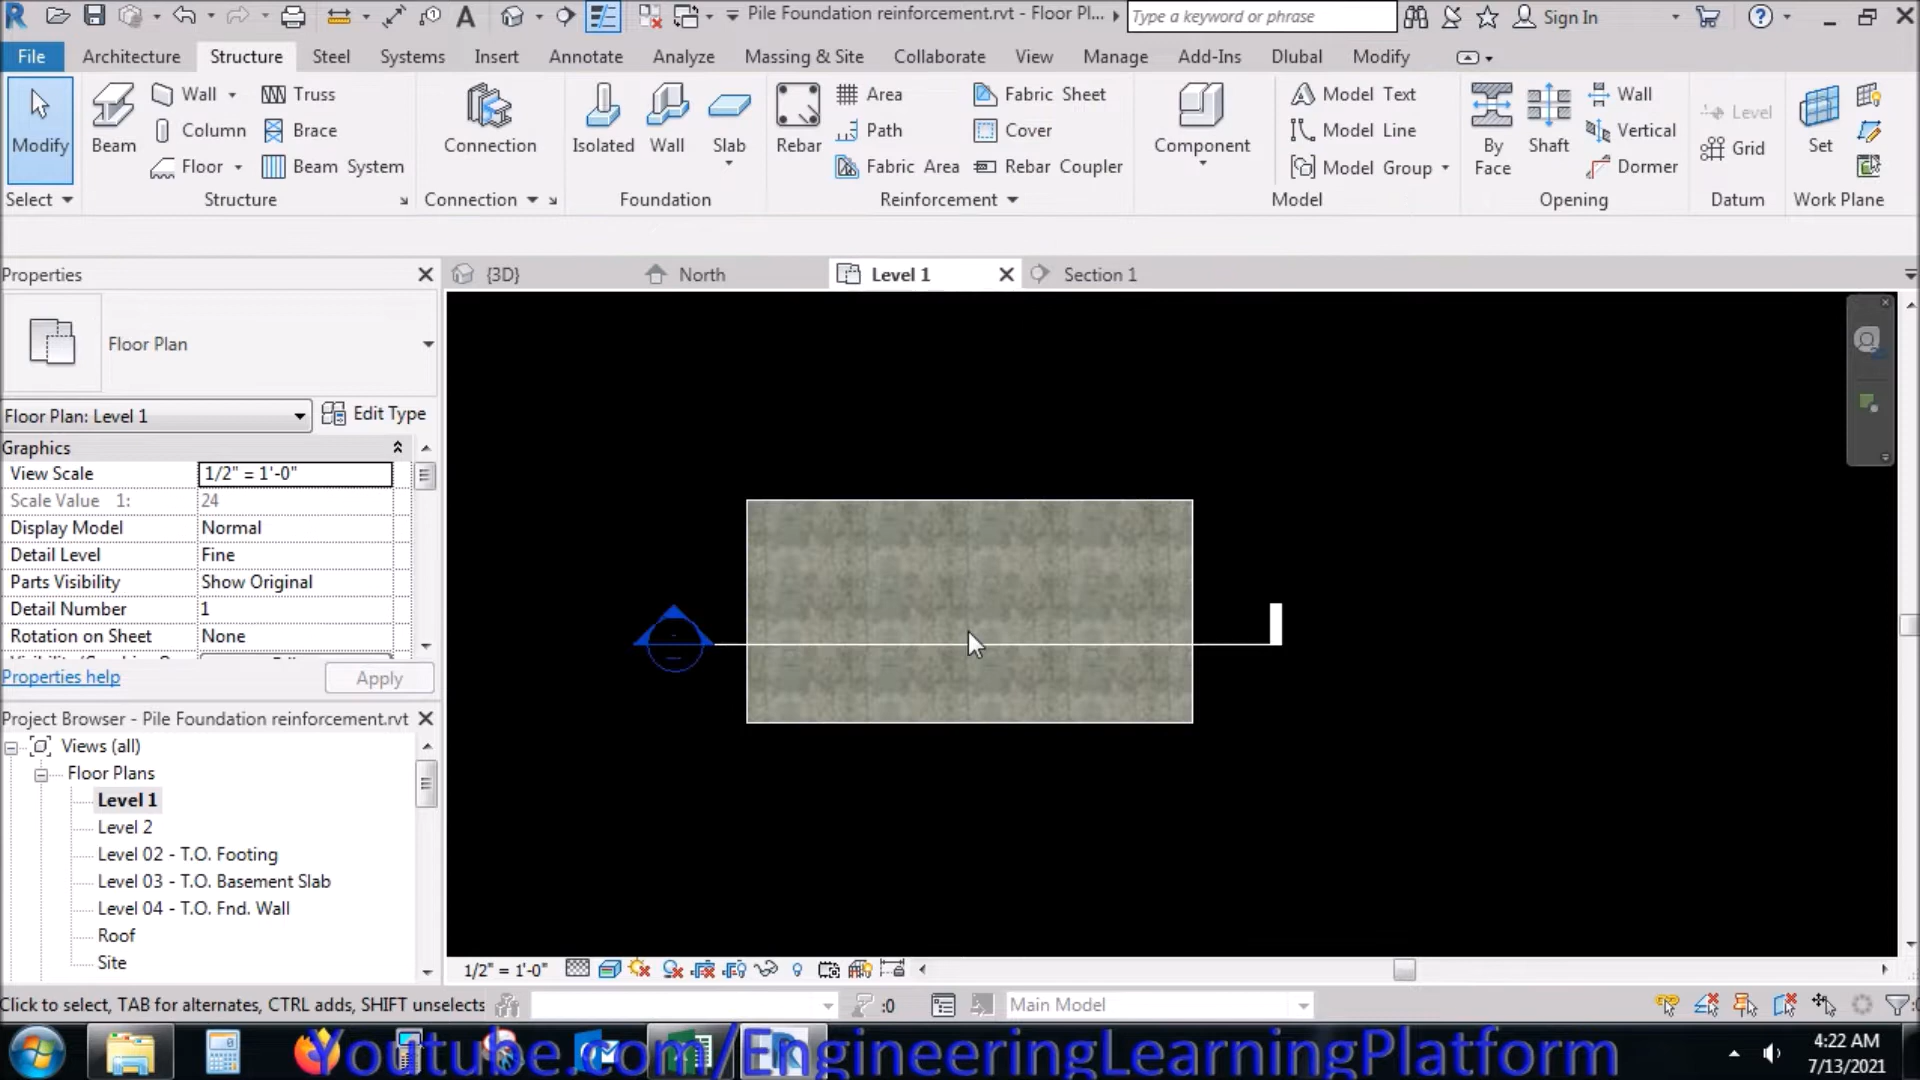 Pile Foundation reinforcement.rvt - Floor Pl...
Type a keyword or phrase
Sign In
File Architecture Structure Steel Systems Insert Annotate Analyze Massing & Site Collaborate View Manage Add-Ins Dlubal Modify
Modify
Beam
Wall
Column
Floor
Truss
Brace
Beam System
Connection
Isolated
Wall
Slab
Rebar
Area
Path
Fabric Area
Fabric Sheet
Cover
Rebar Coupler
Component
Model Text
Model Line
Model Group
By Face
Shaft
Wall
Vertical
Dormer
Level
Grid
Set
Select Structure Connection Foundation Reinforcement Model Opening Datum Work Plane
Properties
{3D} North Level 1 Section 1
Floor Plan
Floor Plan: Level 1 Edit Type
Graphics
View Scale 1/2" = 1'-0"
Scale Value 1: 24
Display Model Normal
Detail Level Fine
Parts Visibility Show Original
Detail Number 1
Rotation on Sheet None
Properties help Apply
Project Browser - Pile Foundation reinforcement.rvt
Views (all)
Floor Plans
Level 1
Level 2
Level 02 - T.O. Footing
Level 03 - T.O. Basement Slab
Level 04 - T.O. Fnd. Wall
Roof
Site
1/2" = 1'-0"
Click to select, TAB for alternates, CTRL adds, SHIFT unselects
:0
Main Model
Youtube.com/EngineeringLearningPlatform
4:22 AM
7/13/2021